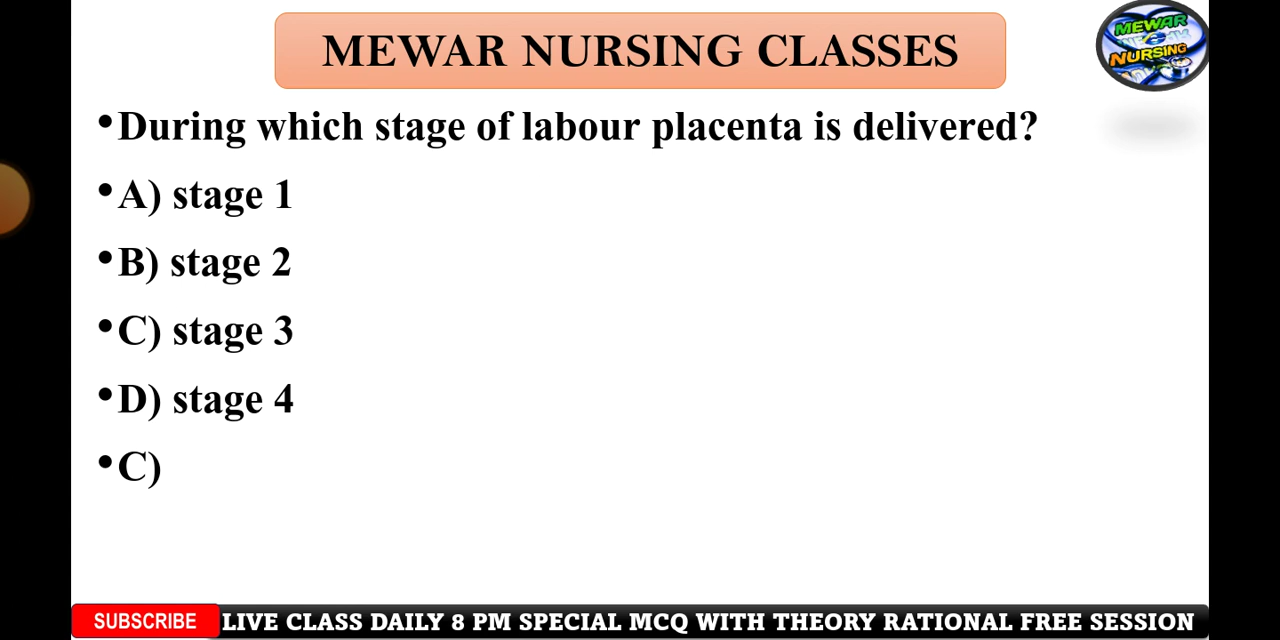 MEWAR NURSING CLASSES
MEWAR
NURSING
•During which stage of labour placenta is delivered?
•A) stage 1
•B) stage 2
•C) stage 3
•D) stage 4
•C)
SUBSCRIBE LIVE CLASS DAILY 8 PM SPECIAL MCQ WITH THEORY RATIONAL FREE SESSION